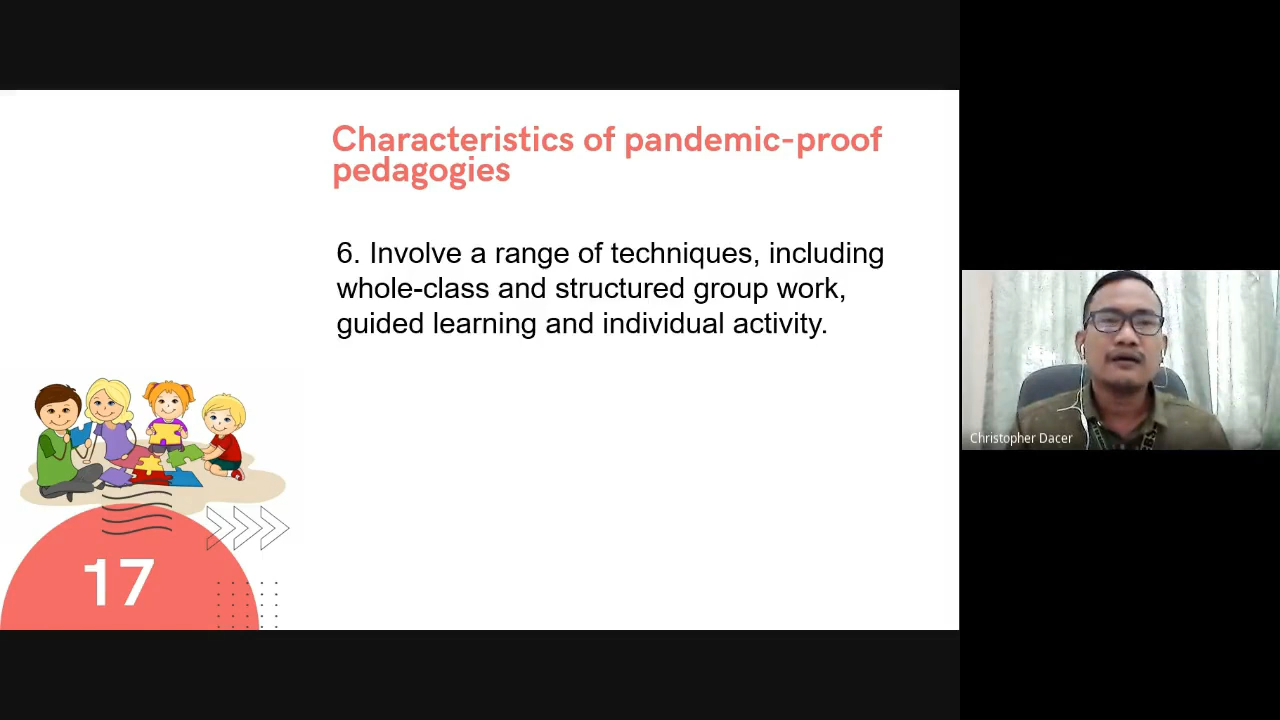 Characteristics of pandemic-proof
pedagogies
6. Involve a range of techniques, including
whole-class and structured group work,
guided learning and individual activity.
17
Christopher Dacer